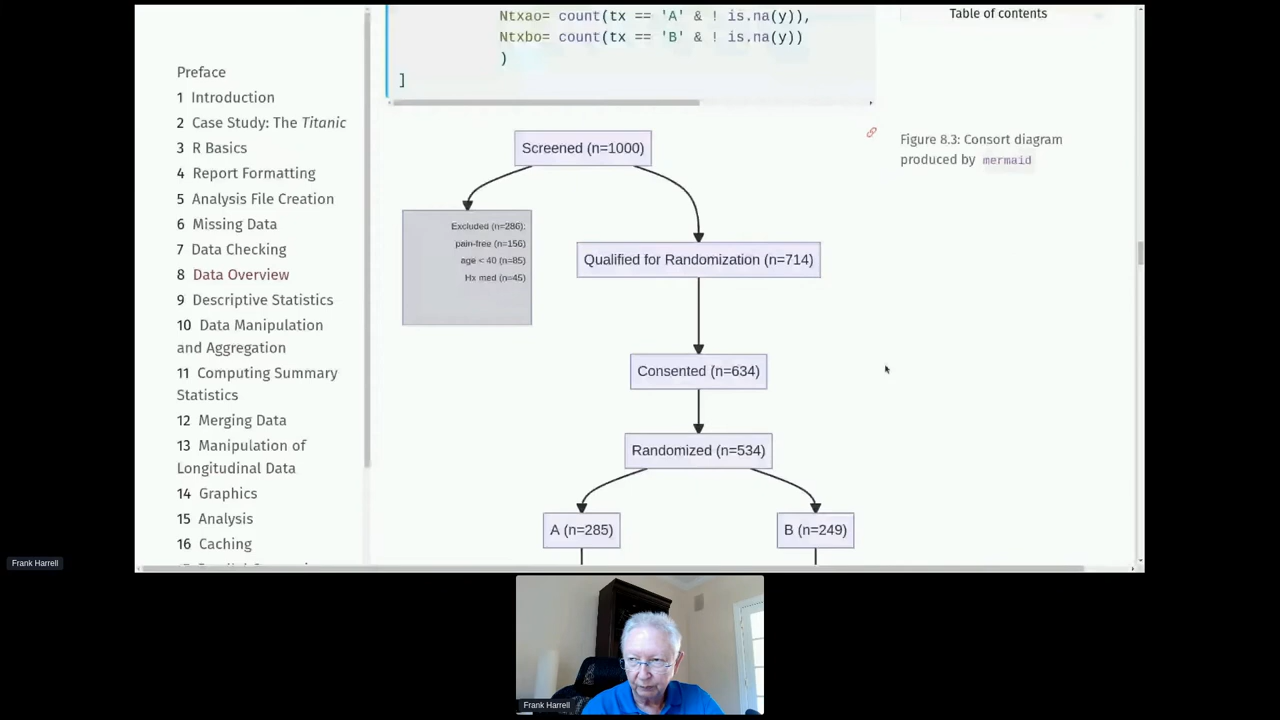 Ntxao= count(tx == 'A' & ! is.na(y)),
Ntxbo= count(tx == 'B' & ! is.na(y))
)
]
Table of contents
Preface
1 Introduction
2 Case Study: The Titanic
3 R Basics
4 Report Formatting
5 Analysis File Creation
6 Missing Data
7 Data Checking
8 Data Overview
9 Descriptive Statistics
10 Data Manipulation
and Aggregation
11 Computing Summary
Statistics
12 Merging Data
13 Manipulation of
Longitudinal Data
14 Graphics
15 Analysis
16 Caching
Screened (n=1000)
Excluded (n=286):
pain-free (n=156)
age < 40 (n=85)
Hx med (n=45)
Qualified for Randomization (n=714)
Consented (n=634)
Randomized (n=534)
A (n=285)
B (n=249)
Figure 8.3: Consort diagram
produced by mermaid
Frank Harrell
Frank Harrell